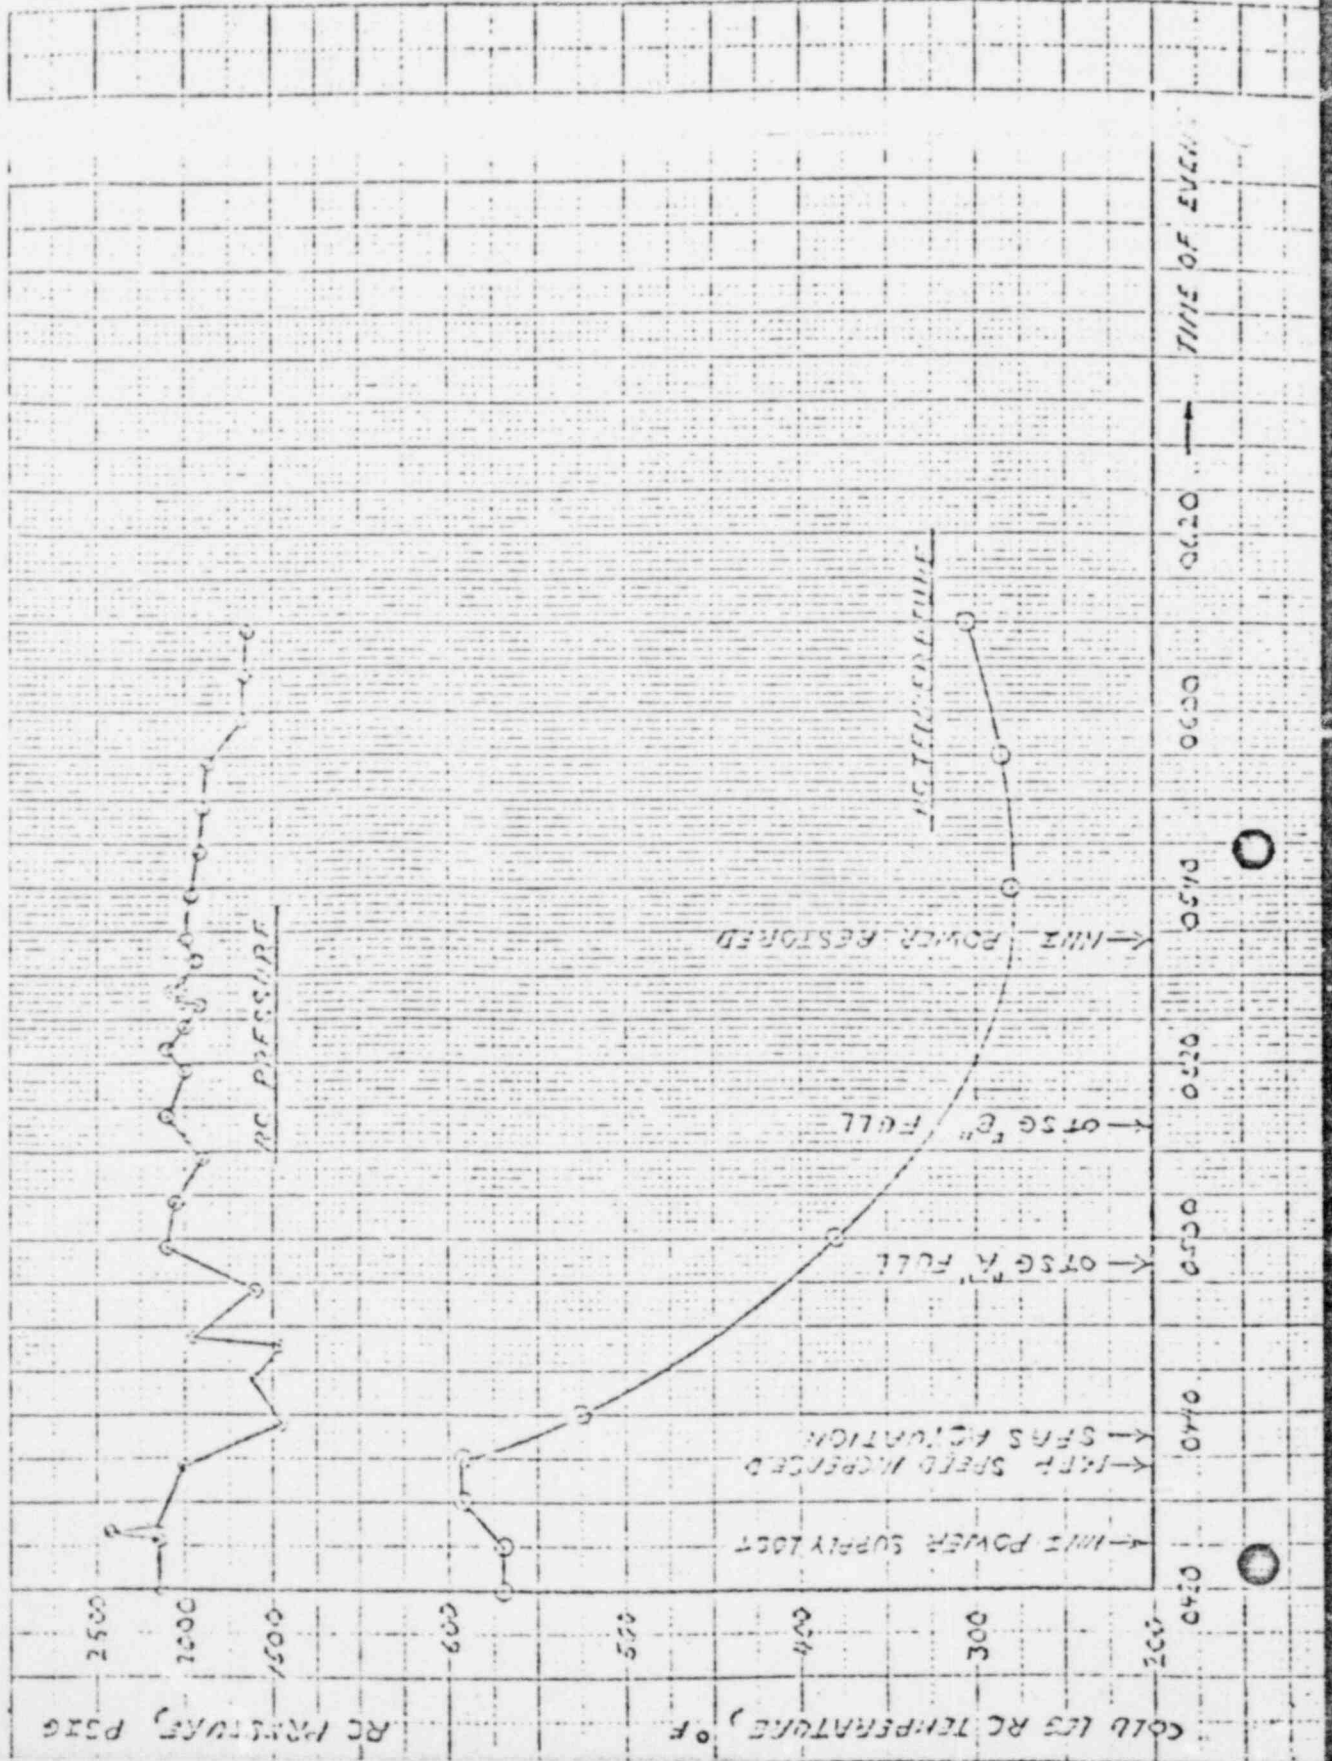 RC PRESSURE, PSIG
2500
2000
1500
RC PRESSURE
COLD LEG RC TEMPERATURE, °F
600
500
400
300
200
RC TEMPERATURE
NNI POWER SUPPLY LOST
MFP SPEED INCREASED
SFAS ACTUATION
OTSG "A" FULL
OTSG "B"
FULL
NNI POWER RESTORED
0420
0440
0500
0520
0540
0600
0620
TIME OF EVENT